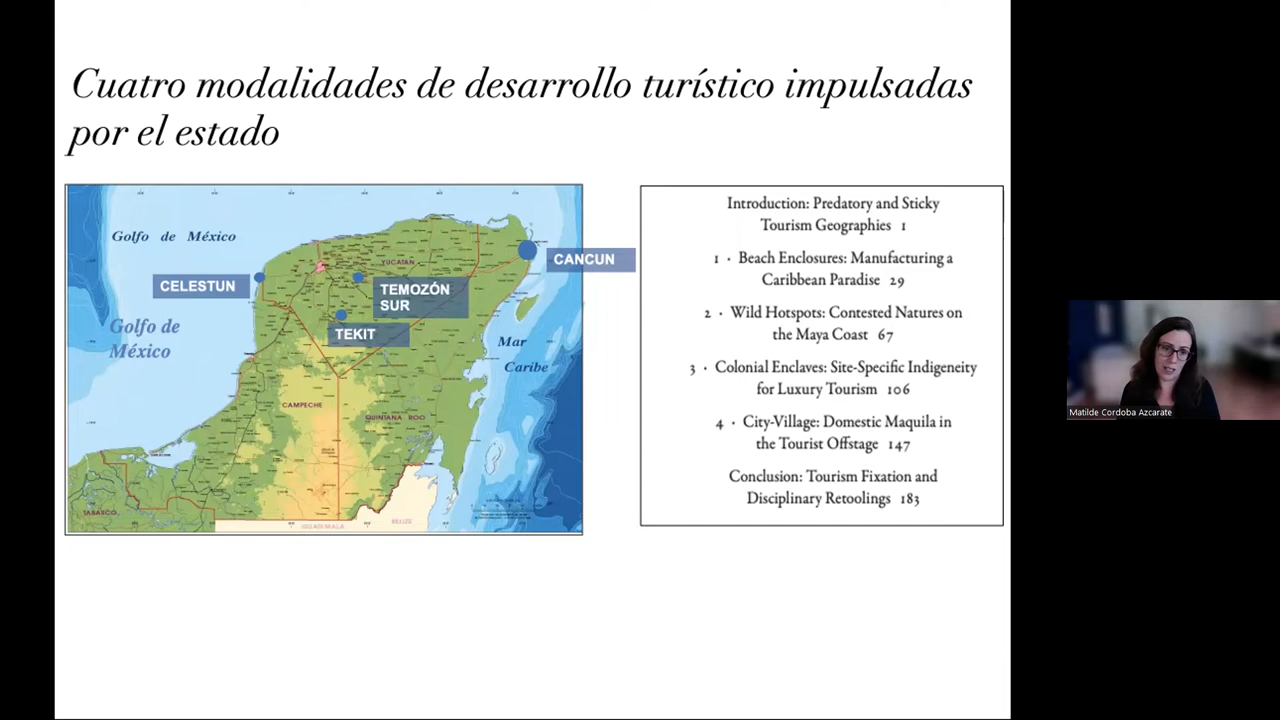 Cuatro modalidades de desarrollo turístico impulsadas
por el estado
Golfo de México
CELESTUN
Golfo de
México
YUCATAN
CANCUN
TEMOZÓN
SUR
TEKIT
Mar
Caribe
CAMPECHE
QUINTANA ROO
TABASCO
GUATEMALA
BELIZE
Introduction: Predatory and Sticky
Tourism Geographies 1
1 · Beach Enclosures: Manufacturing a
Caribbean Paradise 29
2 · Wild Hotspots: Contested Natures on
the Maya Coast 67
3 · Colonial Enclaves: Site-Specific Indigeneity
for Luxury Tourism 106
4 · City-Village: Domestic Maquila in
the Tourist Offstage 147
Conclusion: Tourism Fixation and
Disciplinary Retoolings 183
Matilde Cordoba Azcarate